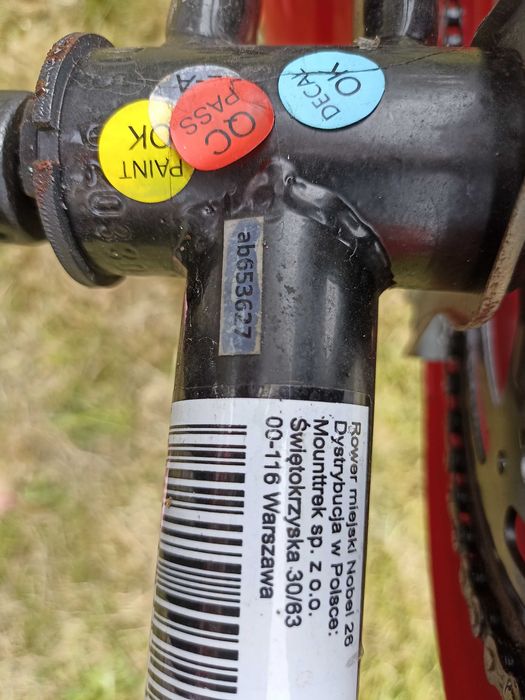 DECAL
OK
QC
PASS
PAINT
OK
ab653627
Rower miejski Nobel 26
Dystrybucja w Polsce:
Mounttrek sp. z o.o.
Świętokrzyska 30/63
00-116 Warszawa